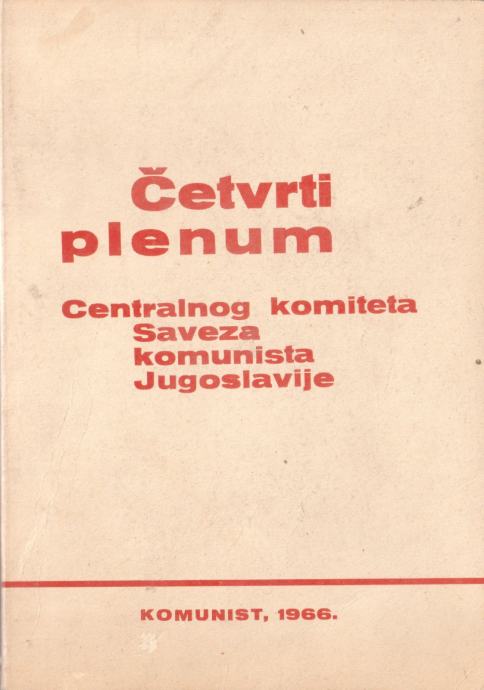 Četvrti
plenum
Centralnog komiteta
Saveza
komunista
Jugoslavije
KOMUNIST, 1966.